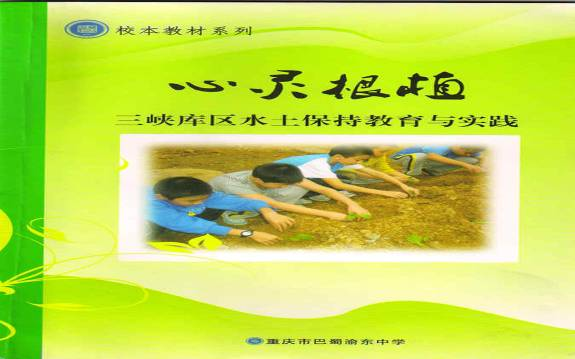 校本教材系列
心灵根植
三峡库区水土保持教育与实践
重庆市巴蜀渝东中学